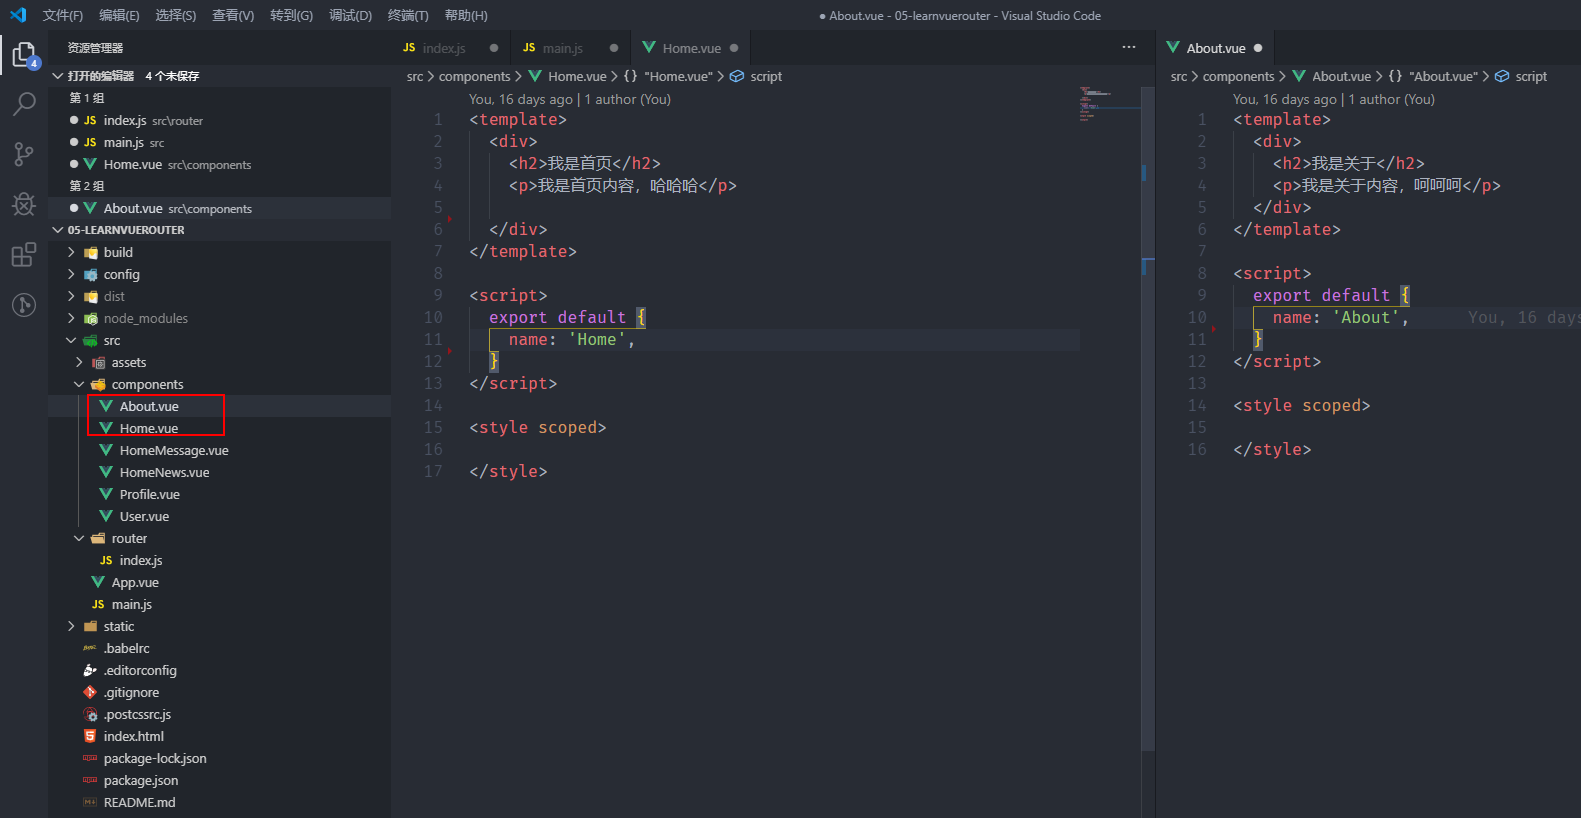 文件(F) 编辑(E) 选择(S) 查看(V) 转到(G) 调试(D) 终端(T) 帮助(H)
● About.vue - 05-learnvuerouter - Visual Studio Code
4
资源管理器
打开的编辑器 4 个未保存
第 1 组
JS index.js src\router
JS main.js src
Home.vue src\components
第 2 组
About.vue src\components
05-LEARNVUEROUTER
build
config
dist
node_modules
src
assets
components
About.vue
Home.vue
HomeMessage.vue
HomeNews.vue
Profile.vue
User.vue
router
JS index.js
App.vue
JS main.js
static
.babelrc
.editorconfig
.gitignore
.postcssrc.js
index.html
package-lock.json
package.json
README.md
JS index.js ● JS main.js ● Home.vue ● ...
src > components > Home.vue > {} "Home.vue" > script
You, 16 days ago | 1 author (You)
1 <template>
2 <div>
3 <h2>我是首页</h2>
4 <p>我是首页内容，哈哈哈</p>
5
6 </div>
7 </template>
8
9 <script>
10 export default {
11 name: 'Home',
12 }
13 </script>
14
15 <style scoped>
16
17 </style>
About.vue ●
src > components > About.vue > {} "About.vue" > script
You, 16 days ago | 1 author (You)
1 <template>
2 <div>
3 <h2>我是关于</h2>
4 <p>我是关于内容，呵呵呵</p>
5 </div>
6 </template>
7
8 <script>
9 export default {
10 name: 'About', You, 16 days
11 }
12 </script>
13
14 <style scoped>
15
16 </style>